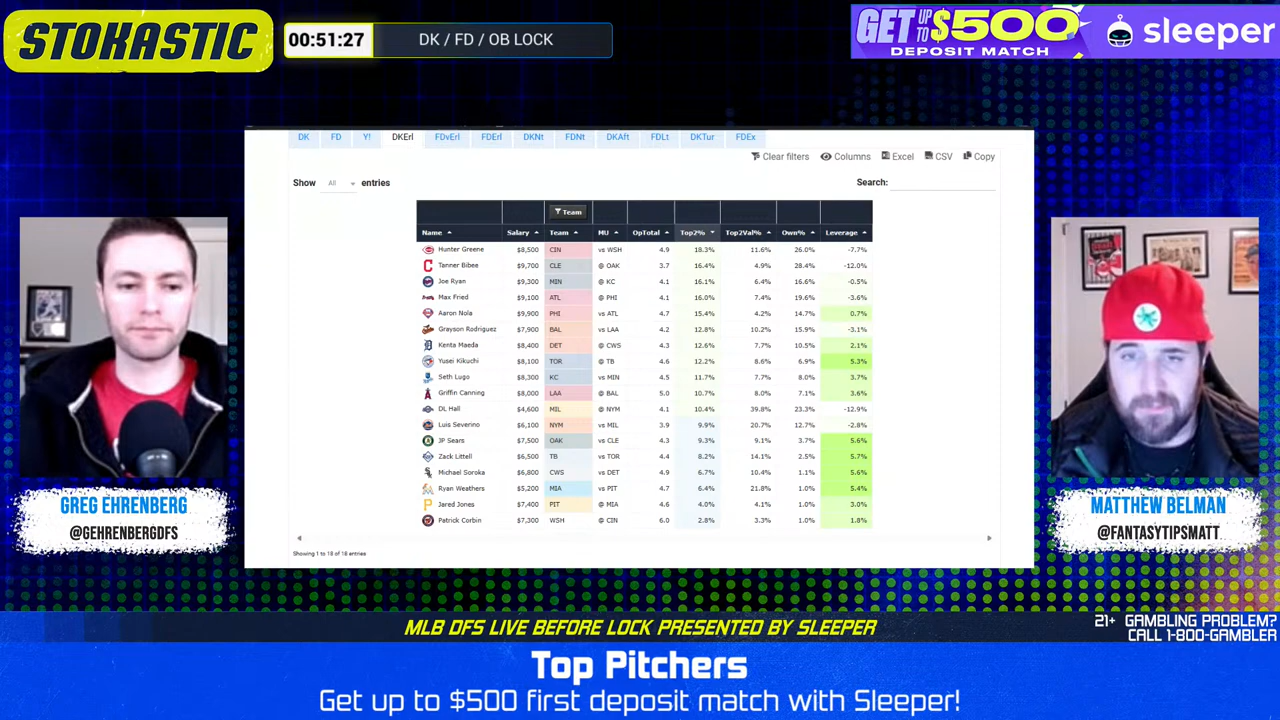 STOKASTIC
00:51:27
DK / FD / OB LOCK
GET UP TO $500
DEPOSIT MATCH
sleeper
DK FD Y! DKErl FDvErl FDErl DKNt FDNt DKAft FDLt DKTur FDEx
Clear filters Columns Excel CSV Copy
Show All entries
Search:
Team
Name Salary Team MU OpTotal Top2% Top2Val% Own% Leverage
Hunter Greene $8,500 CIN vs WSH 4.9 18.3% 11.6% 26.0% -7.7%
Tanner Bibee $9,700 CLE @ OAK 3.7 16.4% 4.9% 28.4% -12.0%
Joe Ryan $9,300 MIN @ KC 4.1 16.1% 6.4% 16.6% -0.5%
Max Fried $9,100 ATL @ PHI 4.1 16.0% 7.4% 19.6% -3.6%
Aaron Nola $9,900 PHI vs ATL 4.7 15.4% 4.2% 14.7% 0.7%
Grayson Rodriguez $7,900 BAL vs LAA 4.2 12.8% 10.2% 15.9% -3.1%
Kenta Maeda $8,400 DET @ CWS 4.3 12.6% 7.7% 10.5% 2.1%
Yusei Kikuchi $8,100 TOR @ TB 4.6 12.2% 8.6% 6.9% 5.3%
Seth Lugo $8,300 KC vs MIN 4.5 11.7% 7.7% 8.0% 3.7%
Griffin Canning $8,000 LAA @ BAL 5.0 10.7% 8.0% 7.1% 3.6%
DL Hall $4,600 MIL @ NYM 4.1 10.4% 39.8% 23.3% -12.9%
Luis Severino $6,100 NYM vs MIL 3.9 9.9% 20.7% 12.7% -2.8%
JP Sears $7,500 OAK vs CLE 4.3 9.3% 9.1% 3.7% 5.6%
Zack Littell $6,500 TB vs TOR 4.4 8.2% 14.1% 2.5% 5.7%
Michael Soroka $6,800 CWS vs DET 4.9 6.7% 10.4% 1.1% 5.6%
Ryan Weathers $5,200 MIA vs PIT 4.7 6.4% 21.8% 1.0% 5.4%
Jared Jones $7,400 PIT @ MIA 4.6 4.0% 4.1% 1.0% 3.0%
Patrick Corbin $7,300 WSH @ CIN 6.0 2.8% 3.3% 1.0% 1.8%
Showing 1 to 18 of 18 entries
GREG EHRENBERG
@GEHRENBERGDFS
MATTHEW BELMAN
@FANTASYTIPSMATT
MLB DFS LIVE BEFORE LOCK PRESENTED BY SLEEPER
21+ GAMBLING PROBLEM?
CALL 1-800-GAMBLER
Top Pitchers
Get up to $500 first deposit match with Sleeper!